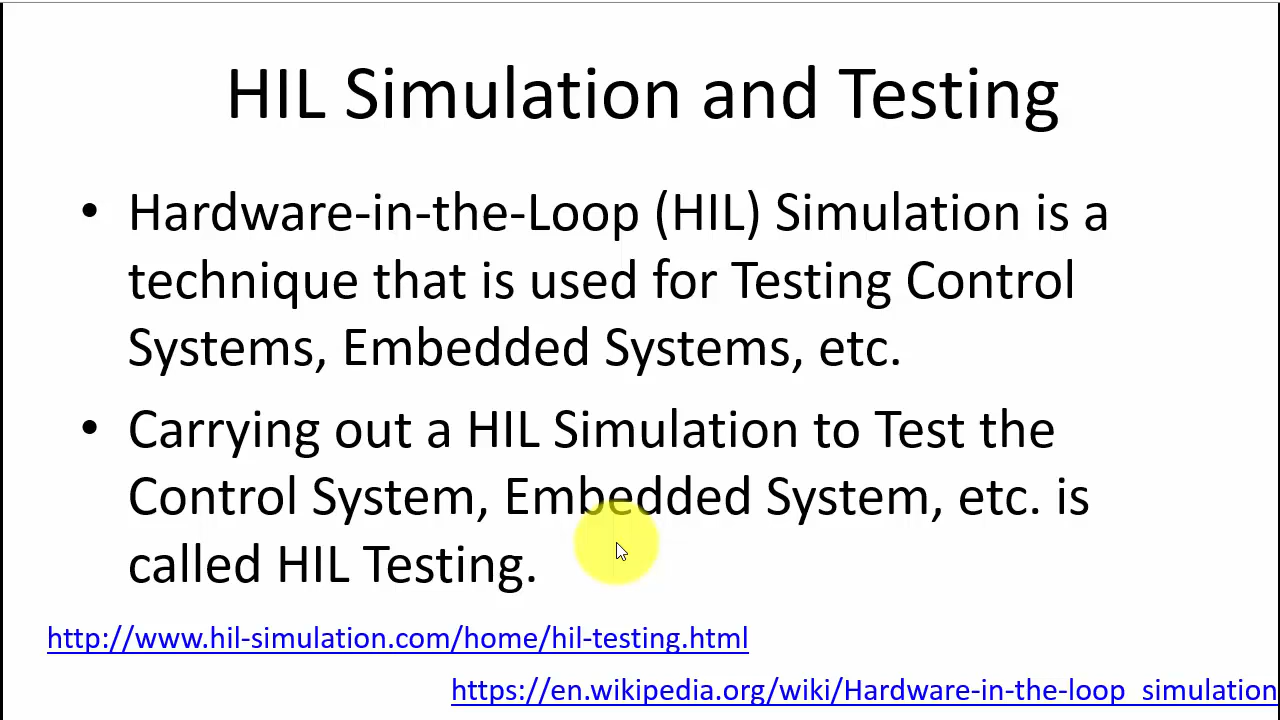 HIL Simulation and Testing
• Hardware-in-the-Loop (HIL) Simulation is a
technique that is used for Testing Control
Systems, Embedded Systems, etc.
• Carrying out a HIL Simulation to Test the
Control System, Embedded System, etc. is
called HIL Testing.
http://www.hil-simulation.com/home/hil-testing.html
https://en.wikipedia.org/wiki/Hardware-in-the-loop_simulation